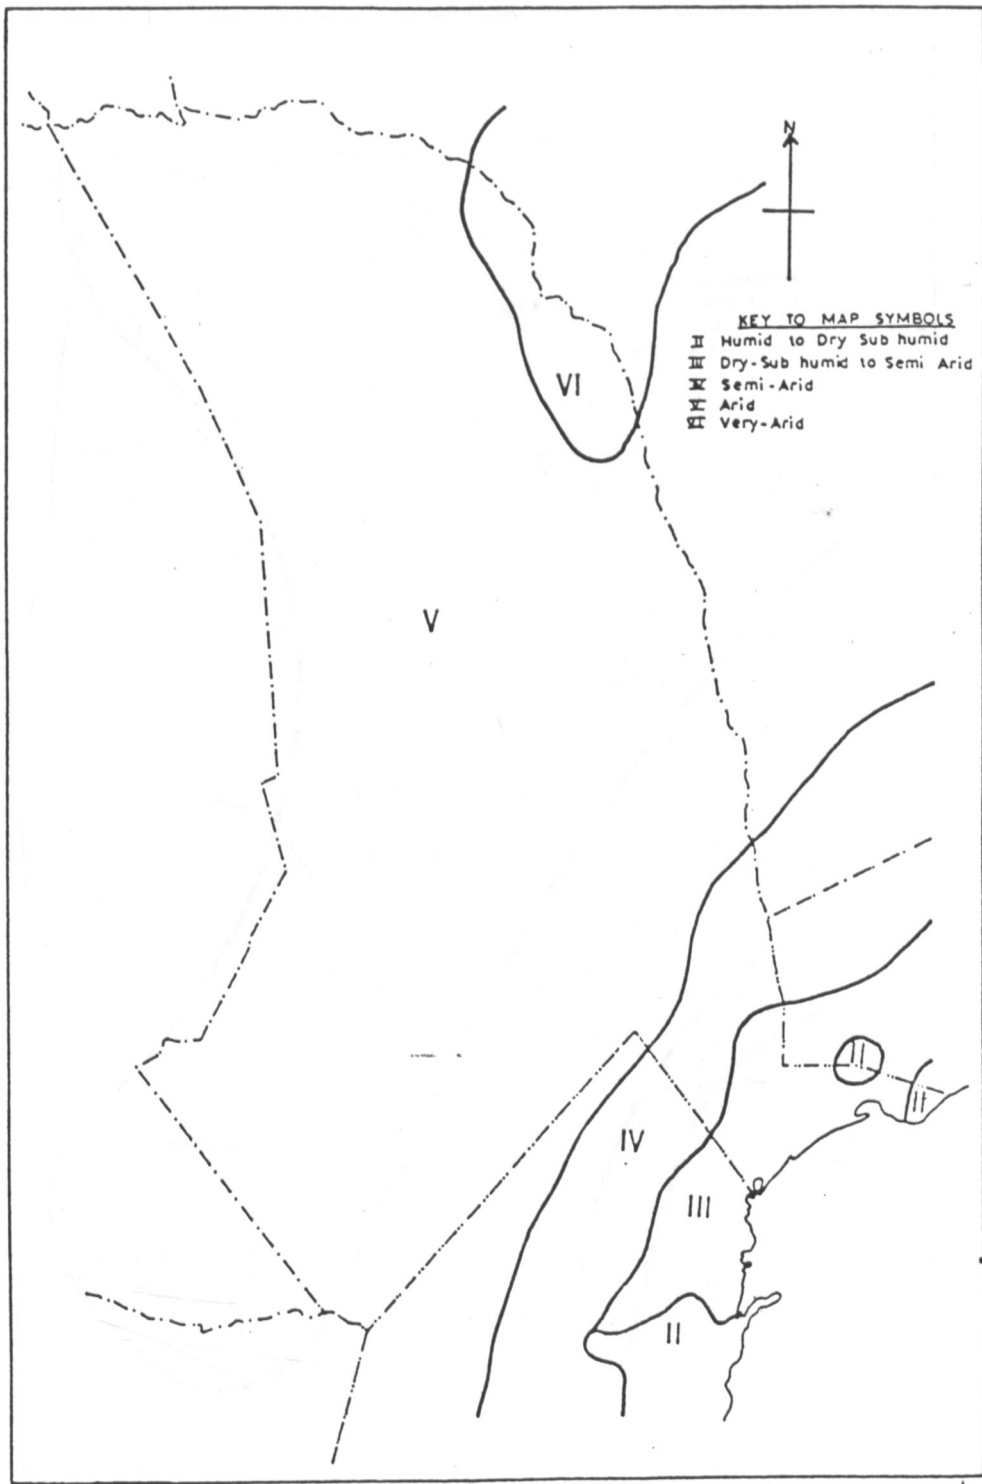 N
KEY TO MAP SYMBOLS
II Humid to Dry Sub humid
III Dry-Sub humid to Semi Arid
IV Semi-Arid
V Arid
VI Very-Arid
VI
V
II
II
IV
III
II